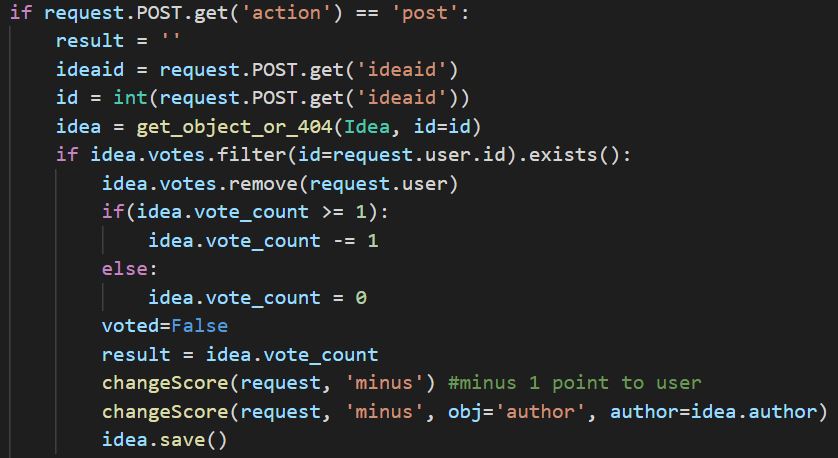 if request.POST.get('action') == 'post':
    result = ''
    ideaid = request.POST.get('ideaid')
    id = int(request.POST.get('ideaid'))
    idea = get_object_or_404(Idea, id=id)
    if idea.votes.filter(id=request.user.id).exists():
        idea.votes.remove(request.user)
        if(idea.vote_count >= 1):
            idea.vote_count -= 1
        else:
            idea.vote_count = 0
        voted=False
        result = idea.vote_count
        changeScore(request, 'minus') #minus 1 point to user
        changeScore(request, 'minus', obj='author', author=idea.author)
        idea.save()